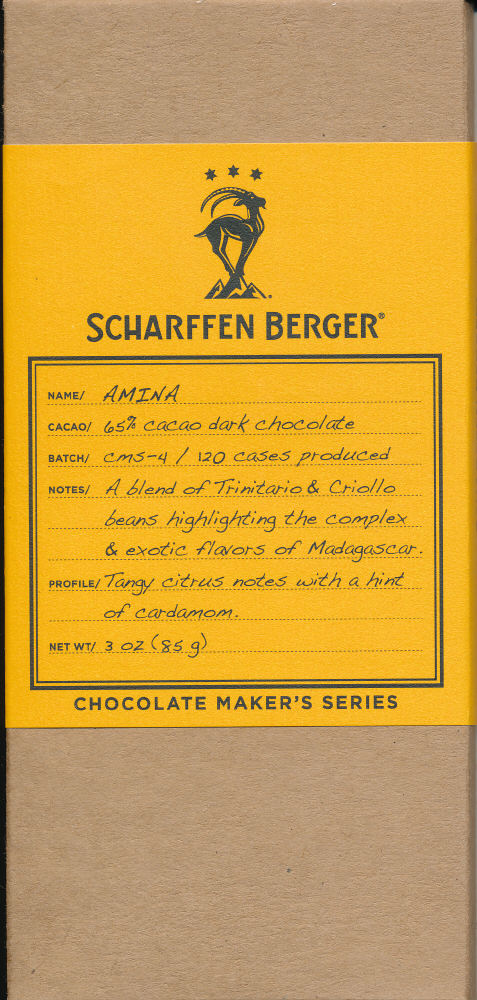 SCHARFFEN BERGER®
NAME/ AMINA
CACAO/ 65% cacao dark chocolate
BATCH/ CMS-4 / 120 cases produced
NOTES/ A blend of Trinitario & Criollo
beans highlighting the complex
& exotic flavors of Madagascar.
PROFILE/ Tangy citrus notes with a hint
of cardamom.
NET WT/ 3 OZ (85 g)
CHOCOLATE MAKER'S SERIES